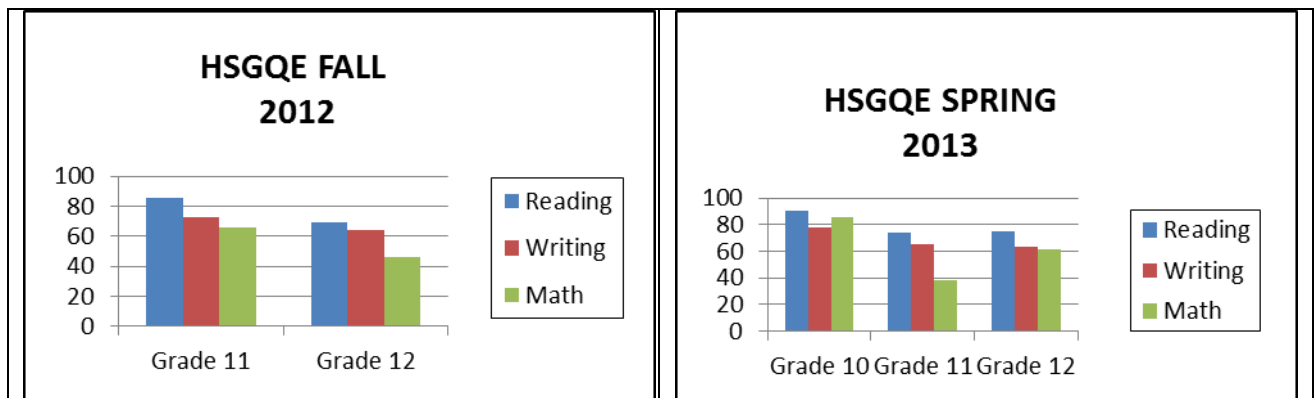 HSGQE FALL
2012
100
80
60
40
20
0
Grade 11 Grade 12
Reading
Writing
Math
HSGQE SPRING
2013
100
80
60
40
20
0
Grade 10 Grade 11 Grade 12
Reading
Writing
Math